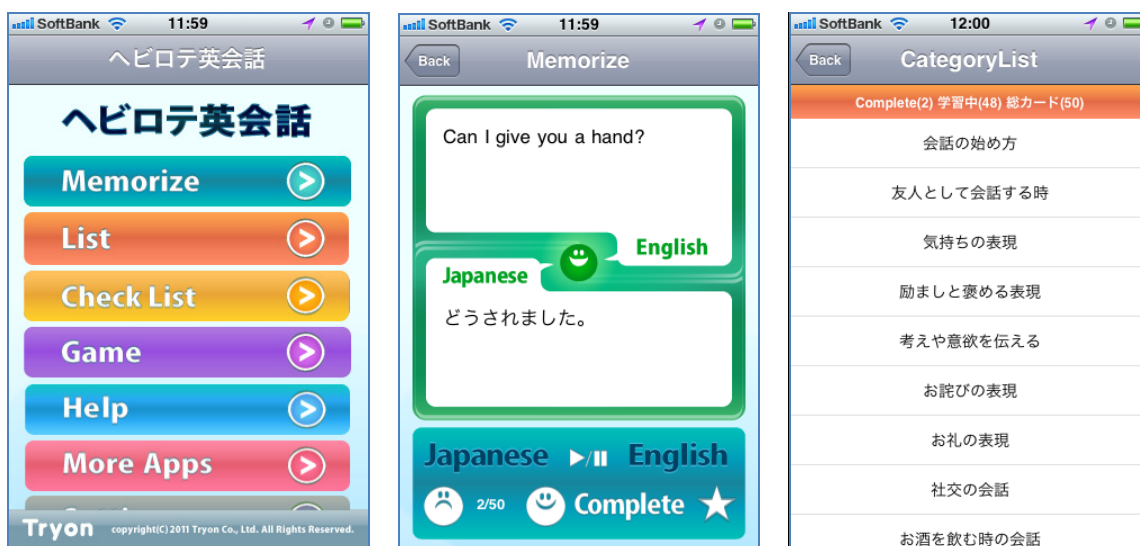 SoftBank 11:59
ヘビロテ英会話
ヘビロテ英会話
Memorize
List
Check List
Game
Help
More Apps
Tryon copyright(C) 2011 Tryon Co., Ltd. All Rights Reserved.
SoftBank 11:59
Back Memorize
Can I give you a hand?
English
Japanese
どうされました。
Japanese English
2/50 Complete
SoftBank 12:00
Back CategoryList
Complete(2) 学習中(48) 総カード(50)
会話の始め方
友人として会話する時
気持ちの表現
励ましと褒める表現
考えや意欲を伝える
お詫びの表現
お礼の表現
社交の会話
お酒を飲む時の会話